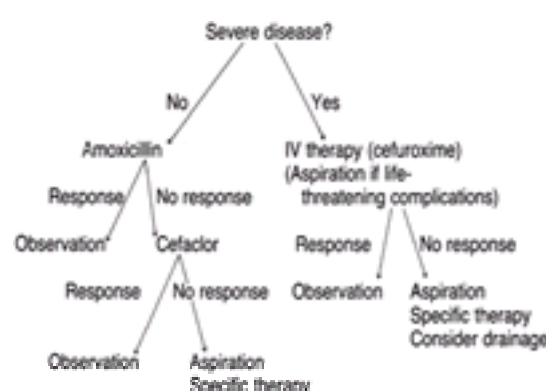 Severe disease?
No
Yes
Amoxicillin
IV therapy (cefuroxime)
(Aspiration if life-
threatening complications)
Response
No response
Observation
Cefaclor
Response
No response
Response
No response
Observation
Aspiration
Specific therapy
Consider drainage
Observation
Aspiration
Specific therapy